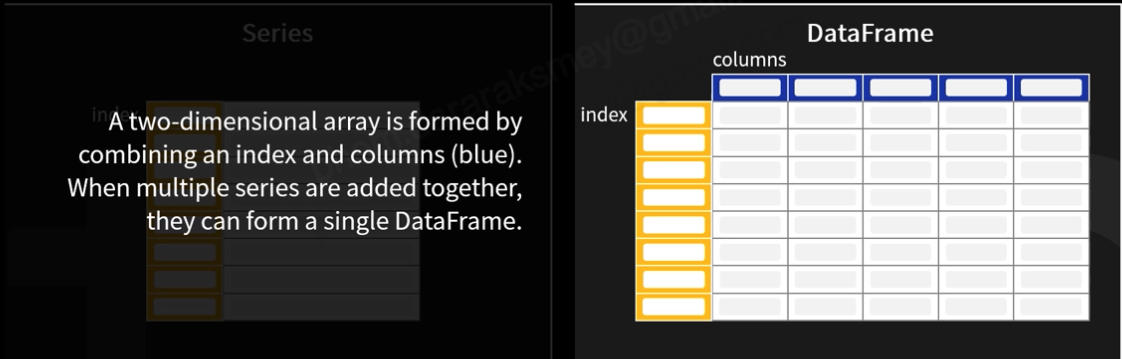 Series
index
A two-dimensional array is formed by
combining an index and columns (blue).
When multiple series are added together,
they can form a single DataFrame.
DataFrame
columns
index